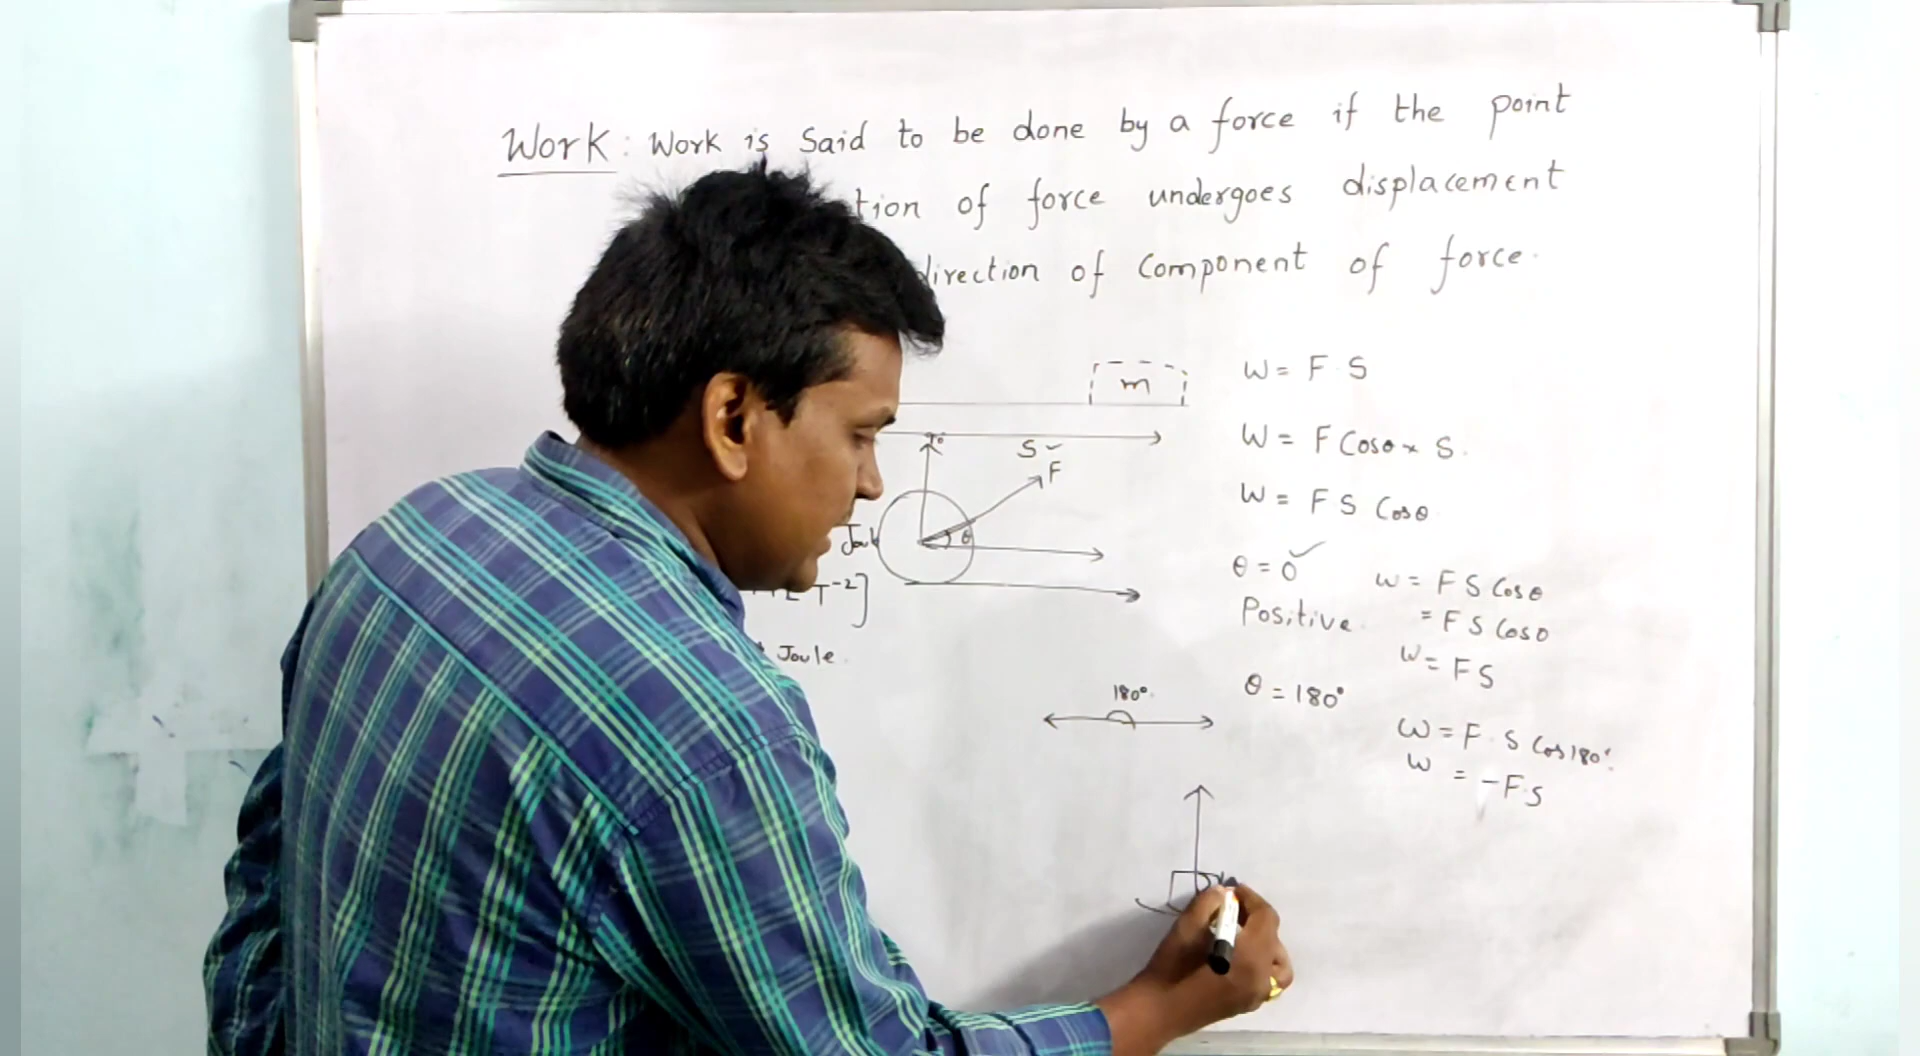 Work : Work is said to be done by a force if the point
tion of force undergoes displacement
direction of component of force.
m
W = F . S
S
F
W = F Cosθ × S.
W = F S Cosθ
θ
θ = 0
Positive
W = F S Cosθ
= F S Cos0
W = F S
T⁻²]
Joule.
180°
θ = 180°
W = F . S Cos180°
W = -F.S